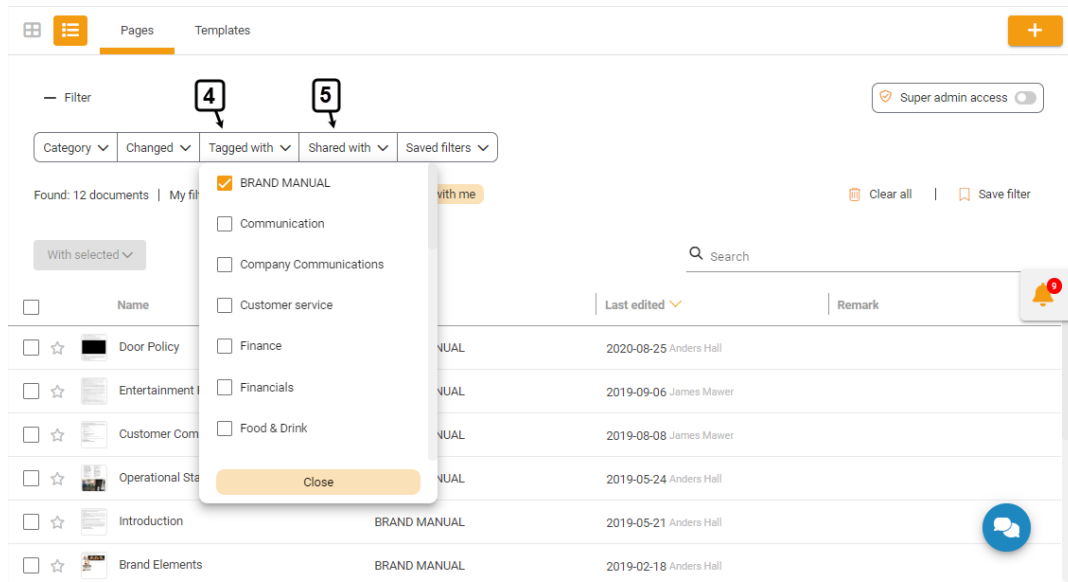 Pages Templates
4 5
Filter
Super admin access
Category Changed Tagged with Shared with Saved filters
Found: 12 documents | My fil with me Clear all | Save filter
BRAND MANUAL
Communication
With selected Search
Company Communications
Name Last edited Remark
Customer service
9
Door Policy NUAL 2020-08-25 Anders Hall
Finance
Entertainment NUAL 2019-09-06 James Mawer
Financials
Customer Com NUAL 2019-08-08 James Mawer
Food & Drink
Operational Sta NUAL 2019-05-24 Anders Hall
Close
Introduction BRAND MANUAL 2019-05-21 Anders Hall
Brand Elements BRAND MANUAL 2019-02-18 Anders Hall